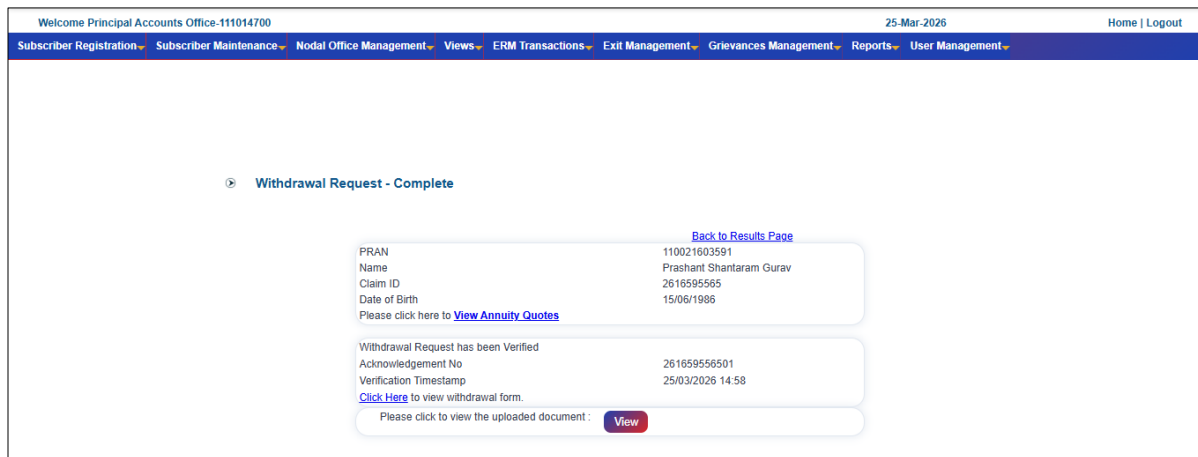 Welcome Principal Accounts Office-111014700 25-Mar-2026 Home | Logout
Subscriber Registration Subscriber Maintenance Nodal Office Management Views ERM Transactions Exit Management Grievances Management Reports User Management
Withdrawal Request - Complete
Back to Results Page
PRAN 110021603591
Name Prashant Shantaram Gurav
Claim ID 2616595565
Date of Birth 15/06/1986
Please click here to View Annuity Quotes
Withdrawal Request has been Verified
Acknowledgement No 261659556501
Verification Timestamp 25/03/2026 14:58
Click Here to view withdrawal form.
Please click to view the uploaded document : View